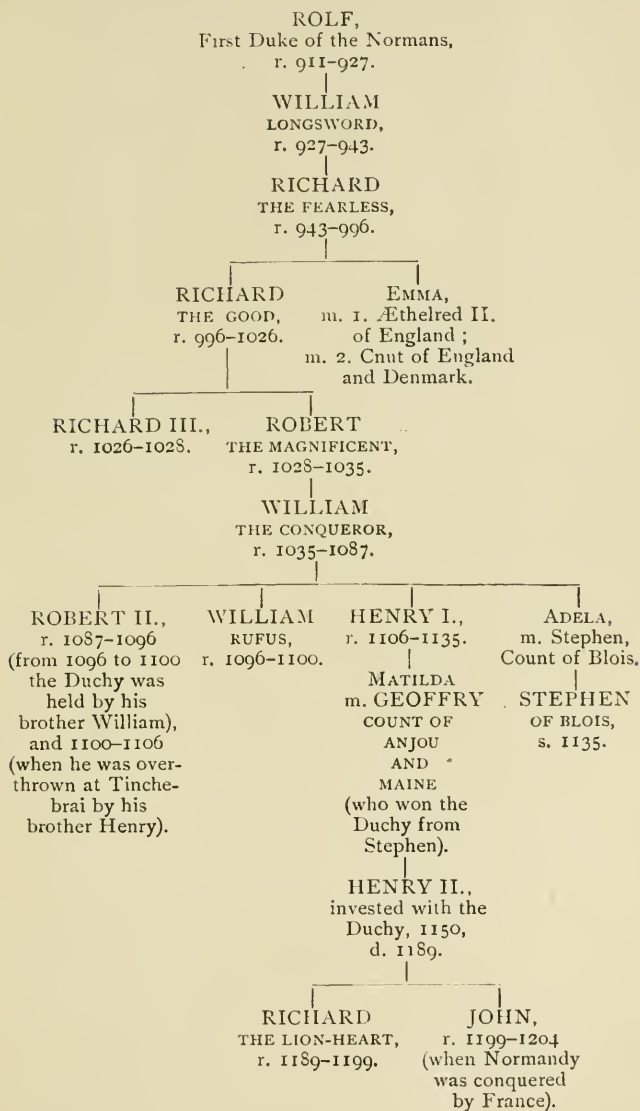 ROLF,
First Duke of the Normans,
r. 911–927.
WILLIAM
LONGSWORD,
r. 927–943.
RICHARD
THE FEARLESS,
r. 943–996.
RICHARD
THE GOOD,
r. 996–1026.
EMMA,
m. 1. Æthelred II.
of England ;
m. 2. Cnut of England
and Denmark.
RICHARD III.,
r. 1026–1028.
ROBERT
THE MAGNIFICENT,
r. 1028–1035.
WILLIAM
THE CONQUEROR,
r. 1035–1087.
ROBERT II.,
r. 1087–1096
(from 1096 to 1100
the Duchy was
held by his
brother William),
and 1100–1106
(when he was over-
thrown at Tinche-
brai by his
brother Henry).
WILLIAM
RUFUS,
r. 1096–1100.
HENRY I.,
r. 1106–1135.
MATILDA
m. GEOFFRY
COUNT OF
ANJOU
AND
MAINE
(who won the
Duchy from
Stephen).
ADELA,
m. Stephen,
Count of Blois.
STEPHEN
OF BLOIS,
s. 1135.
HENRY II.,
invested with the
Duchy, 1150,
d. 1189.
RICHARD
THE LION-HEART,
r. 1189–1199.
JOHN,
r. 1199–1204
(when Normandy
was conquered
by France).